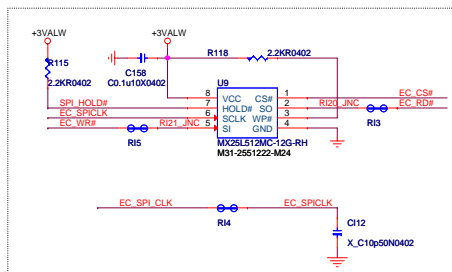 +3VALW
+3VALW
R115
2.2KR0402
C158
C0.1u10X0402
R118
2.2KR0402
U9
SPI_HOLD#
EC_SPICLK
EC_WR#
RI21_JNC
RI5
8
7
6
5
VCC
HOLD#
SCLK
SI
CS#
SO
WP#
GND
1
2
3
4
EC_CS#
RI20_JNC
EC_RD#
RI3
MX25L512MC-12G-RH
M31-2551222-M24
EC_SPI_CLK
EC_SPICLK
RI4
CI12
X_C10p50N0402